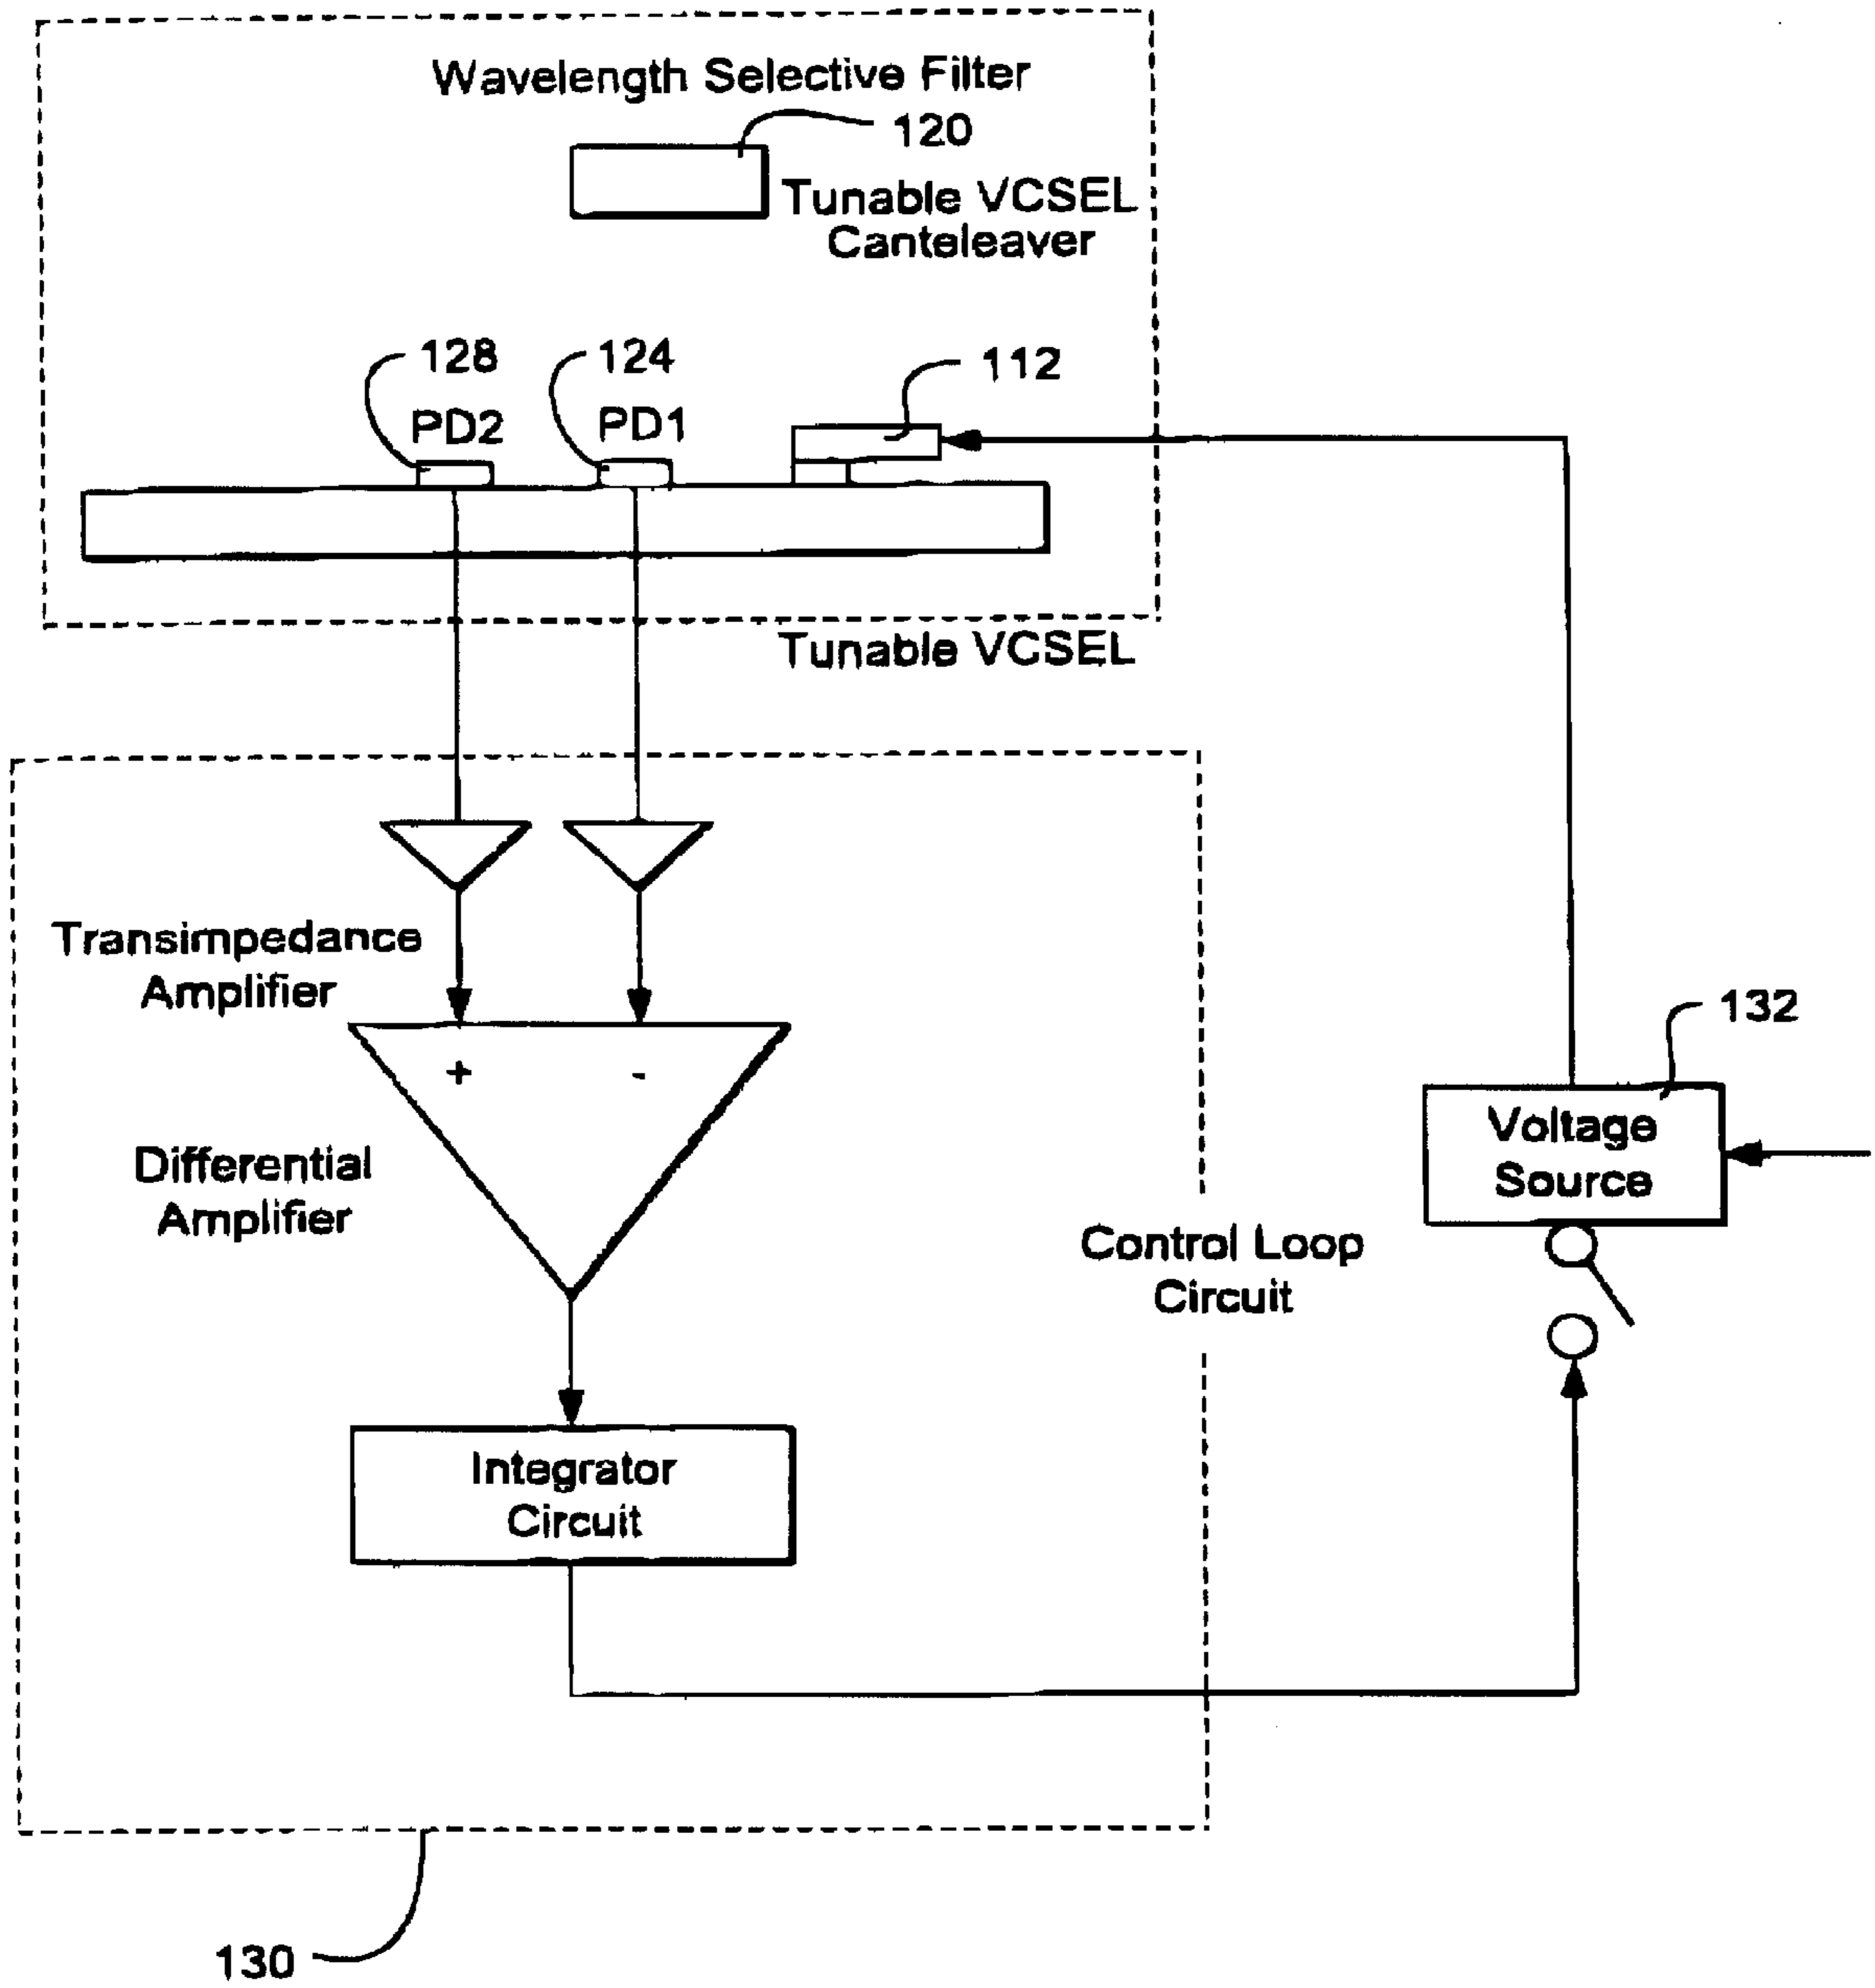 Wavelength Selective Filter
120
Tunable VCSEL
Canteleaver
128
124
112
PD2
PD1
Tunable VCSEL
Transimpedance
Amplifier
132
+
-
Voltage
Source
Differential
Amplifier
Control Loop
Circuit
Integrator
Circuit
130